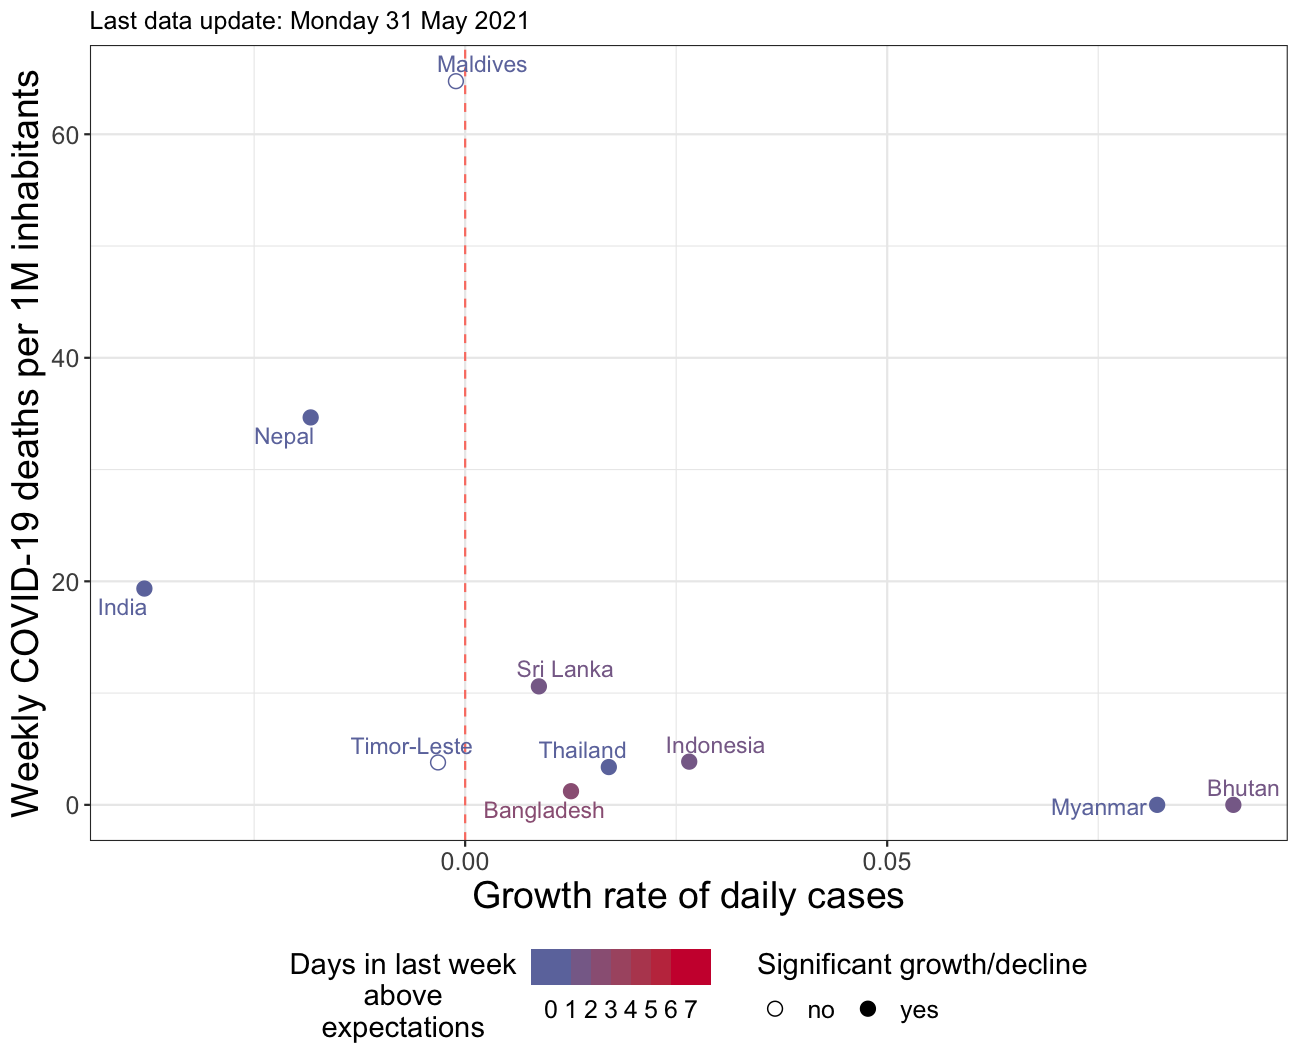 Last data update: Monday 31 May 2021
Weekly COVID-19 deaths per 1M inhabitants
60
40
20
0
Maldives
Nepal
India
Sri Lanka
Timor-Leste
Thailand
Indonesia
Bangladesh
Myanmar
Bhutan
0.00
0.05
Growth rate of daily cases
Days in last week
above
expectations
0 1 2 3 4 5 6 7
Significant growth/decline
no
yes